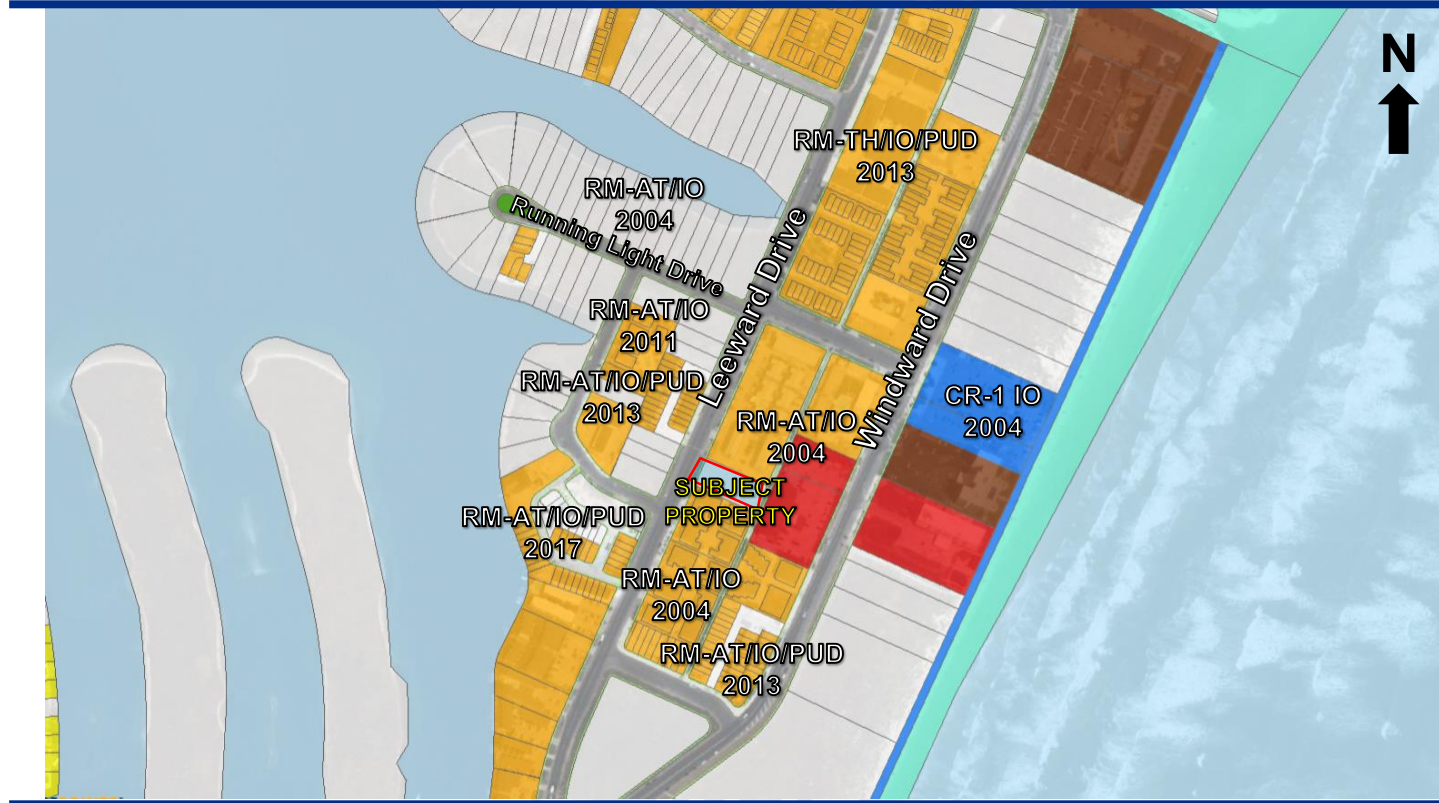 N
RM-TH/IO/PUD
2013
RM-AT/IO
2004
Running Light Drive
Leeward Drive
Windward Drive
RM-AT/IO
2011
RM-AT/IO/PUD
2013
CR-1 IO
2004
RM-AT/IO
2004
SUBJECT
PROPERTY
RM-AT/IO/PUD
2017
RM-AT/IO
2004
RM-AT/IO/PUD
2013